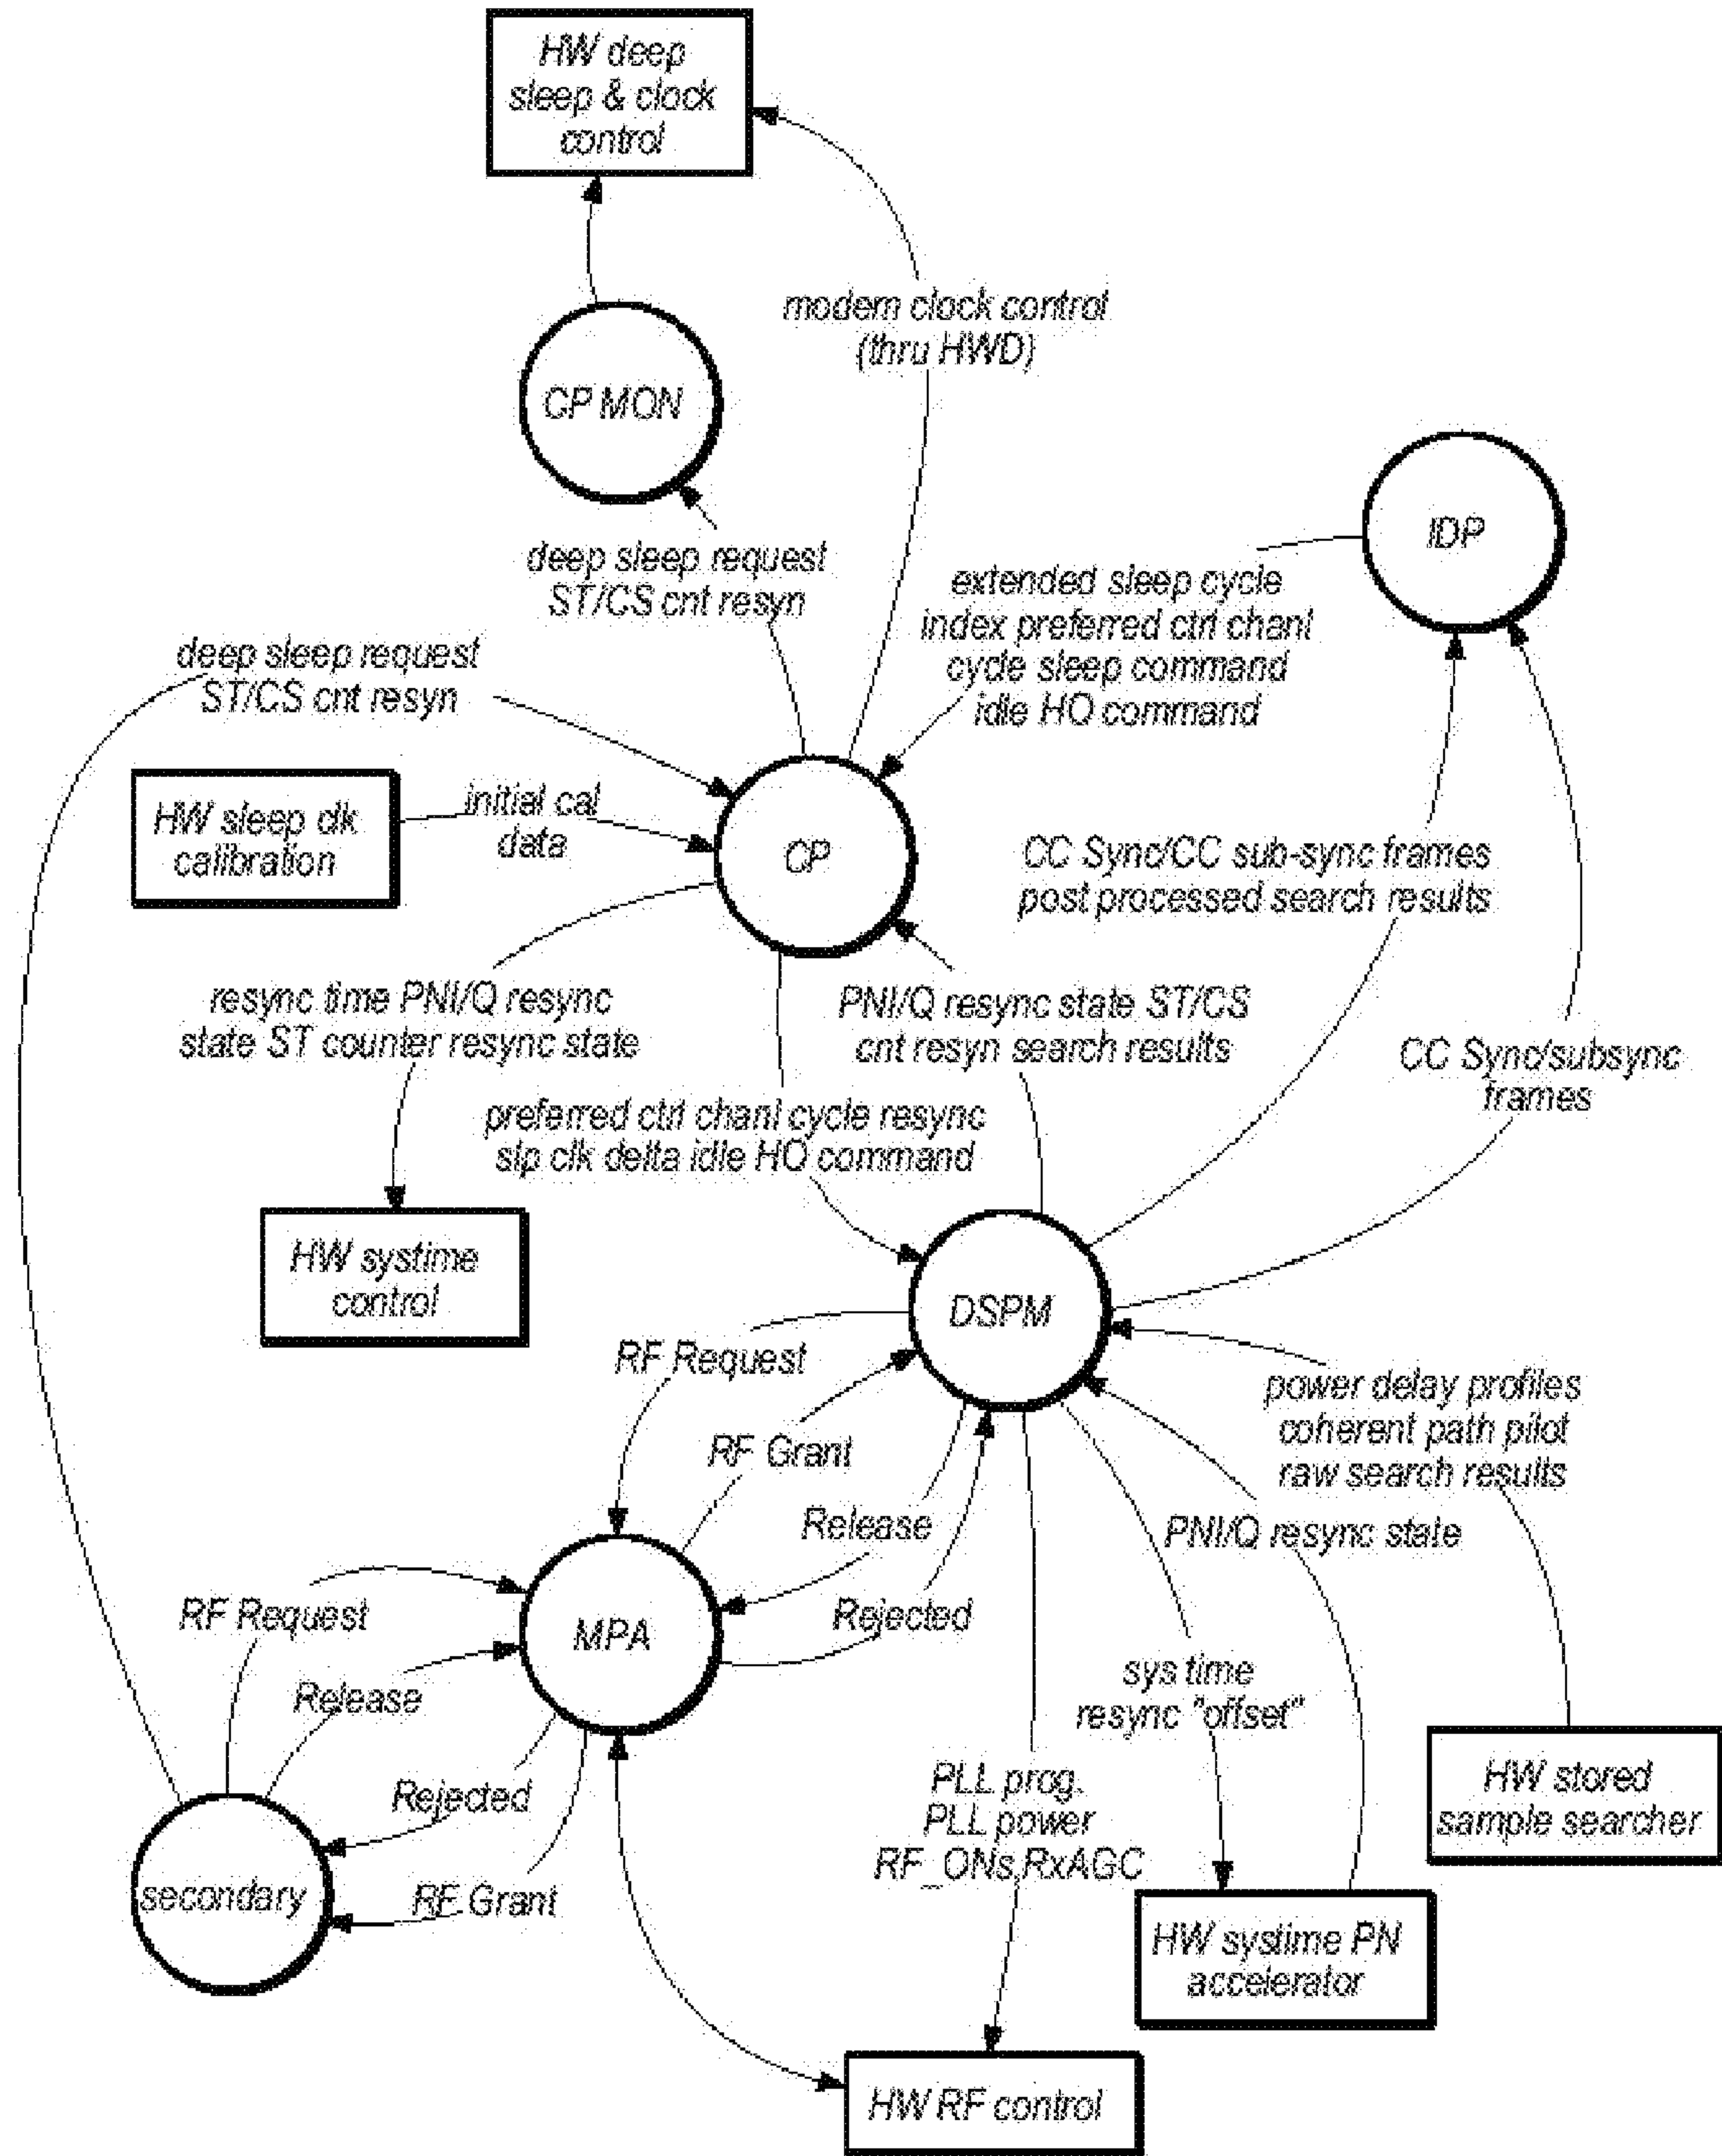 HW deep
sleep & clock
control
modem clock control
(thru HWD)
CP MON
IDP
deep sleep request
ST/CS cnt resyn
extended sleep cycle
index preferred ctrl chanl
cycle sleep command
idle HO command
deep sleep request
ST/CS cnt resyn
HW sleep clk
calibration
initial cal
data
CP
CC Sync/CC sub-sync frames
post processed search results
resync time PNI/Q resync
state ST counter resync state
PNI/Q resync state ST/CS
cnt resyn search results
CC Sync/subsync
frames
preferred ctrl chanl cycle resync
slp clk delta idle HO command
HW systime
control
DSPM
RF Request
power delay profiles
coherent path pilot
raw search results
RF Grant
Release
PNI/Q resync state
RF Request
MPA
Rejected
Release
sys time
resync "offset"
Rejected
PLL prog.
PLL power
RF_ONs RxAGC
HW stored
sample searcher
secondary
RF Grant
HW systime PN
accelerator
HW RF control